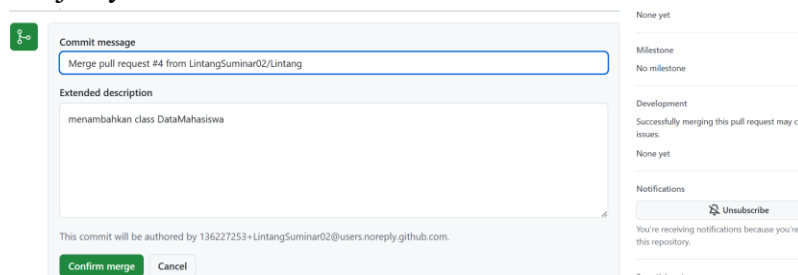 Commit message
Merge pull request #4 from LintangSuminar02/Lintang
Extended description
menambahkan class DataMahasiswa
This commit will be authored by 136227253+LintangSuminar02@users.noreply.github.com.
Confirm merge
Cancel
None yet
Milestone
No milestone
Development
Successfully merging this pull request may
issues.
None yet
Notifications
Unsubscribe
You're receiving notifications because you're
this repository.